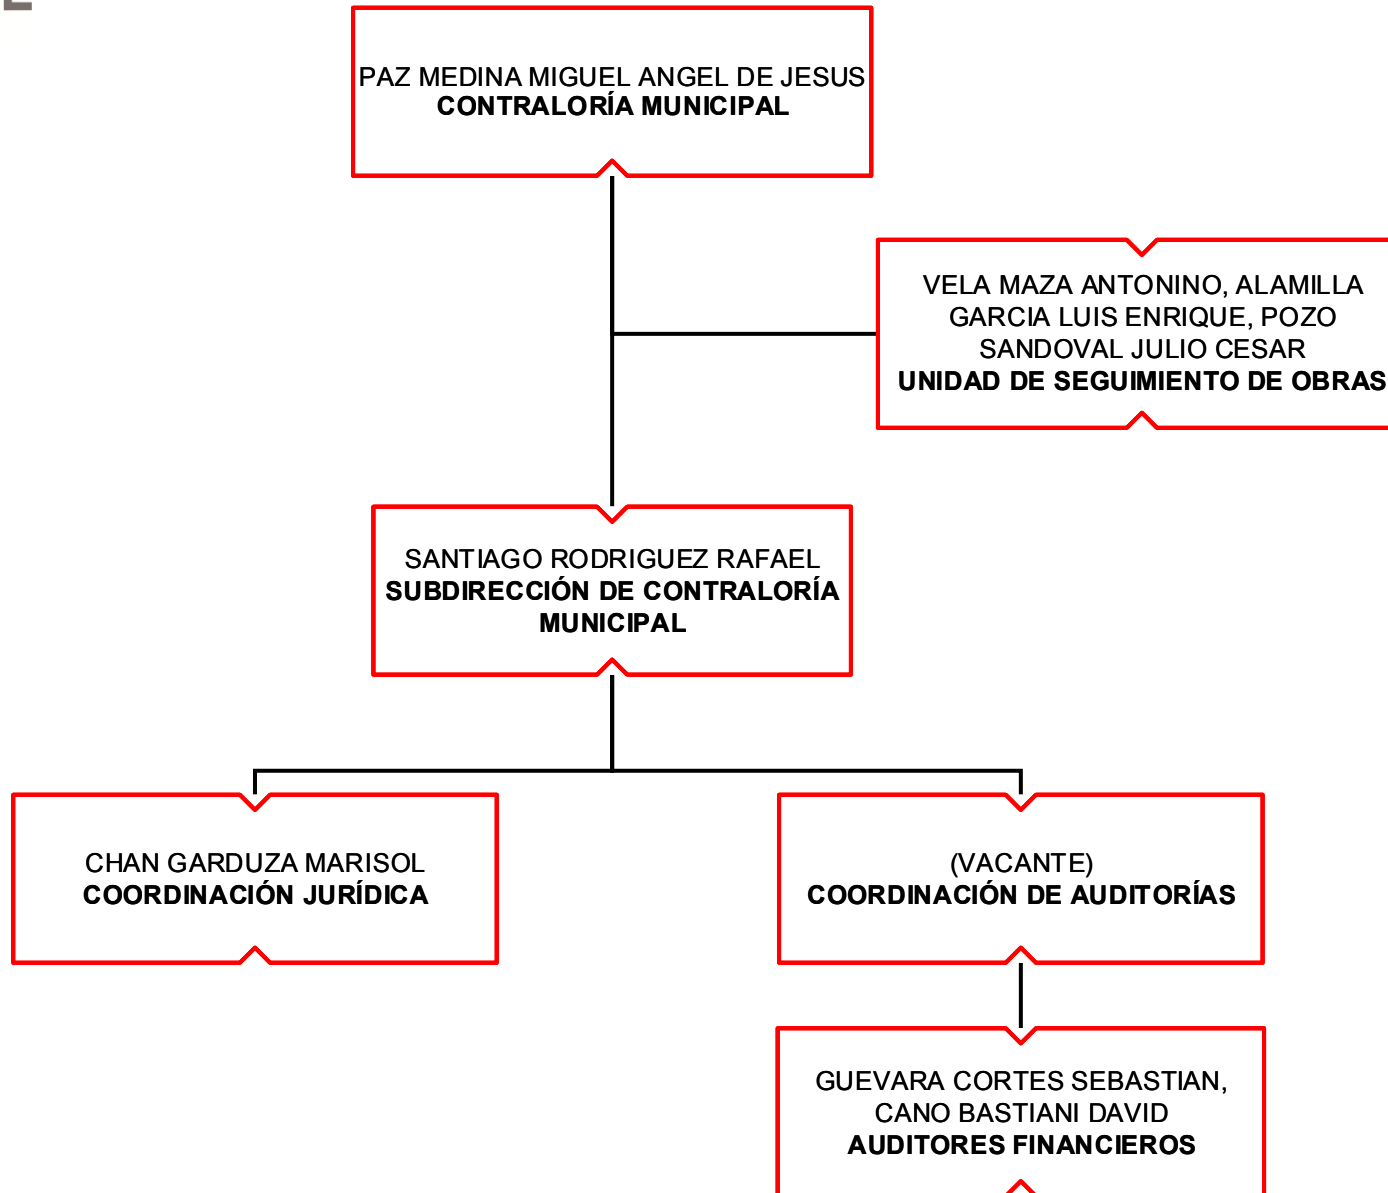 PAZ MEDINA MIGUEL ANGEL DE JESUS
CONTRALORÍA MUNICIPAL
VELA MAZA ANTONINO, ALAMILLA
GARCIA LUIS ENRIQUE, POZO
SANDOVAL JULIO CESAR
UNIDAD DE SEGUIMIENTO DE OBRAS
SANTIAGO RODRIGUEZ RAFAEL
SUBDIRECCIÓN DE CONTRALORÍA
MUNICIPAL
CHAN GARDUZA MARISOL
COORDINACIÓN JURÍDICA
(VACANTE)
COORDINACIÓN DE AUDITORÍAS
GUEVARA CORTES SEBASTIAN,
CANO BASTIANI DAVID
AUDITORES FINANCIEROS